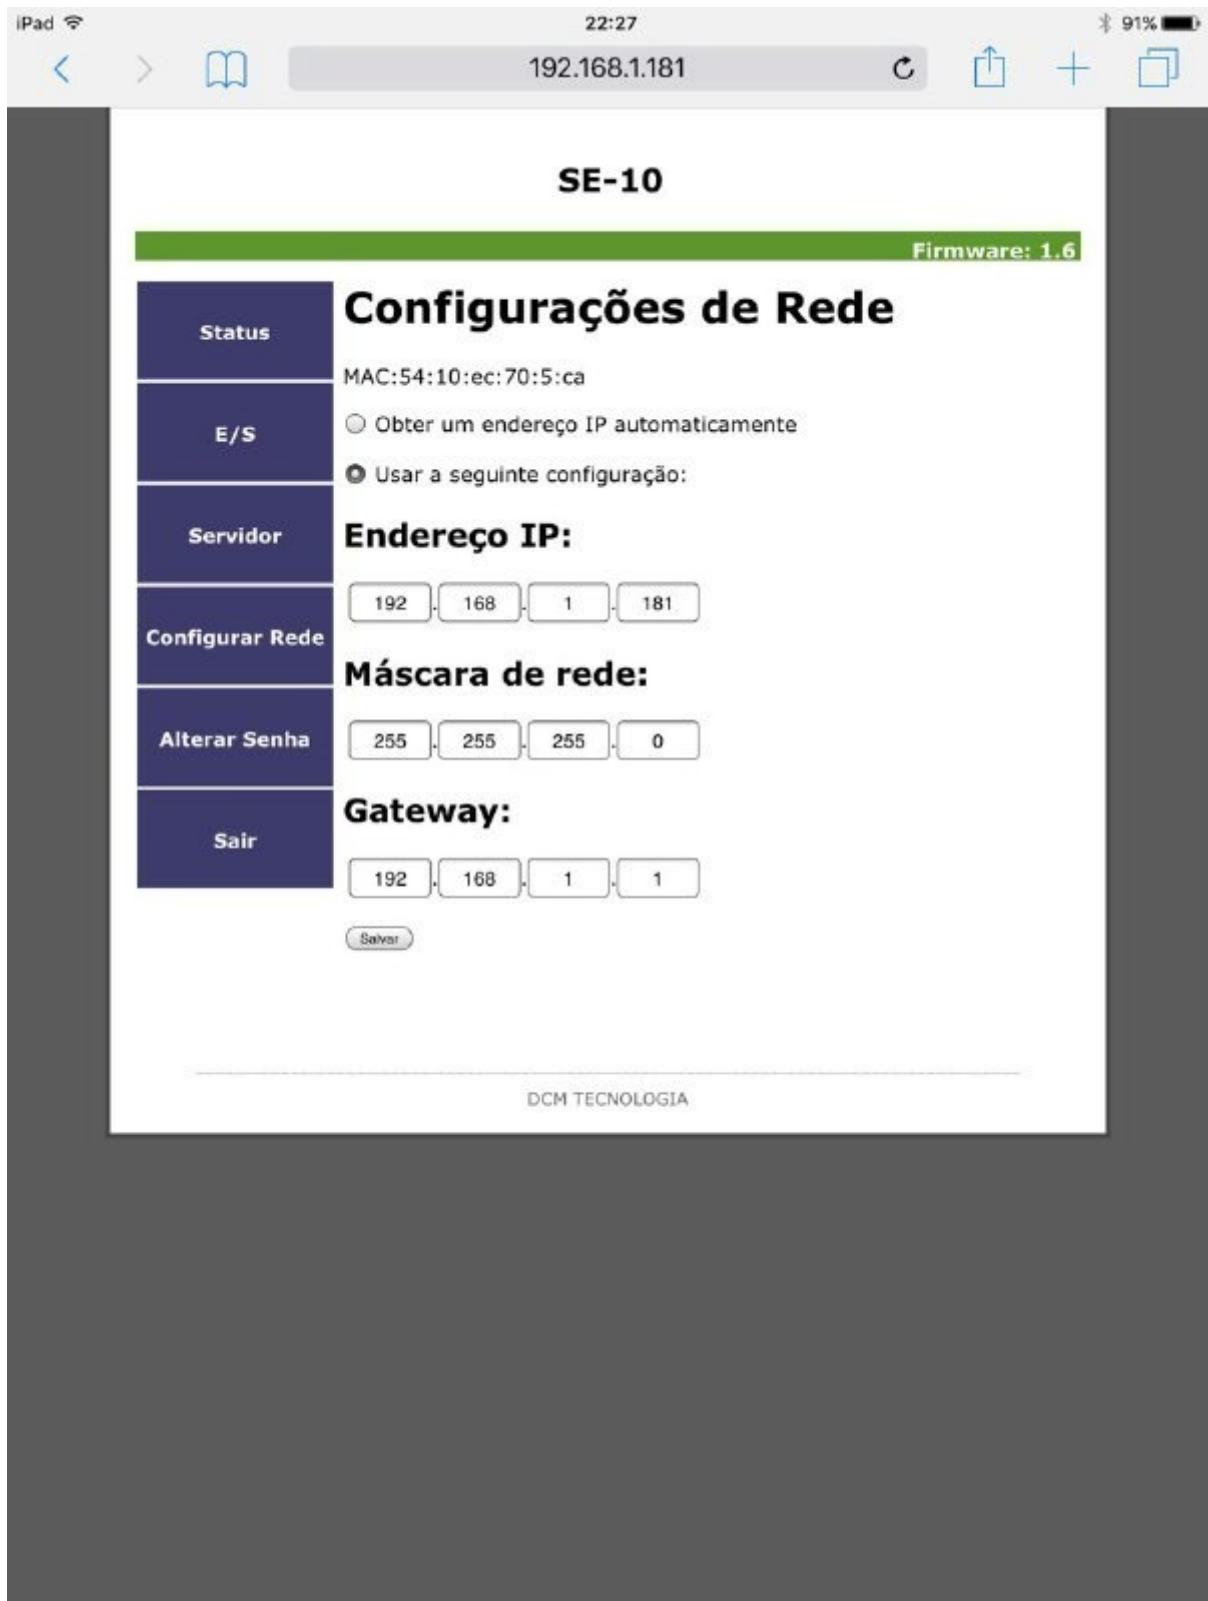 iPad 22:27 91%
192.168.1.181
SE-10
Firmware: 1.6
Status
E/S
Servidor
Configurar Rede
Alterar Senha
Sair
Configurações de Rede
MAC:54:10:ec:70:5:ca
Obter um endereço IP automaticamente
Usar a seguinte configuração:
Endereço IP:
192 . 168 . 1 . 181
Máscara de rede:
255 . 255 . 255 . 0
Gateway:
192 . 168 . 1 . 1
Salvar
DCM TECNOLOGIA